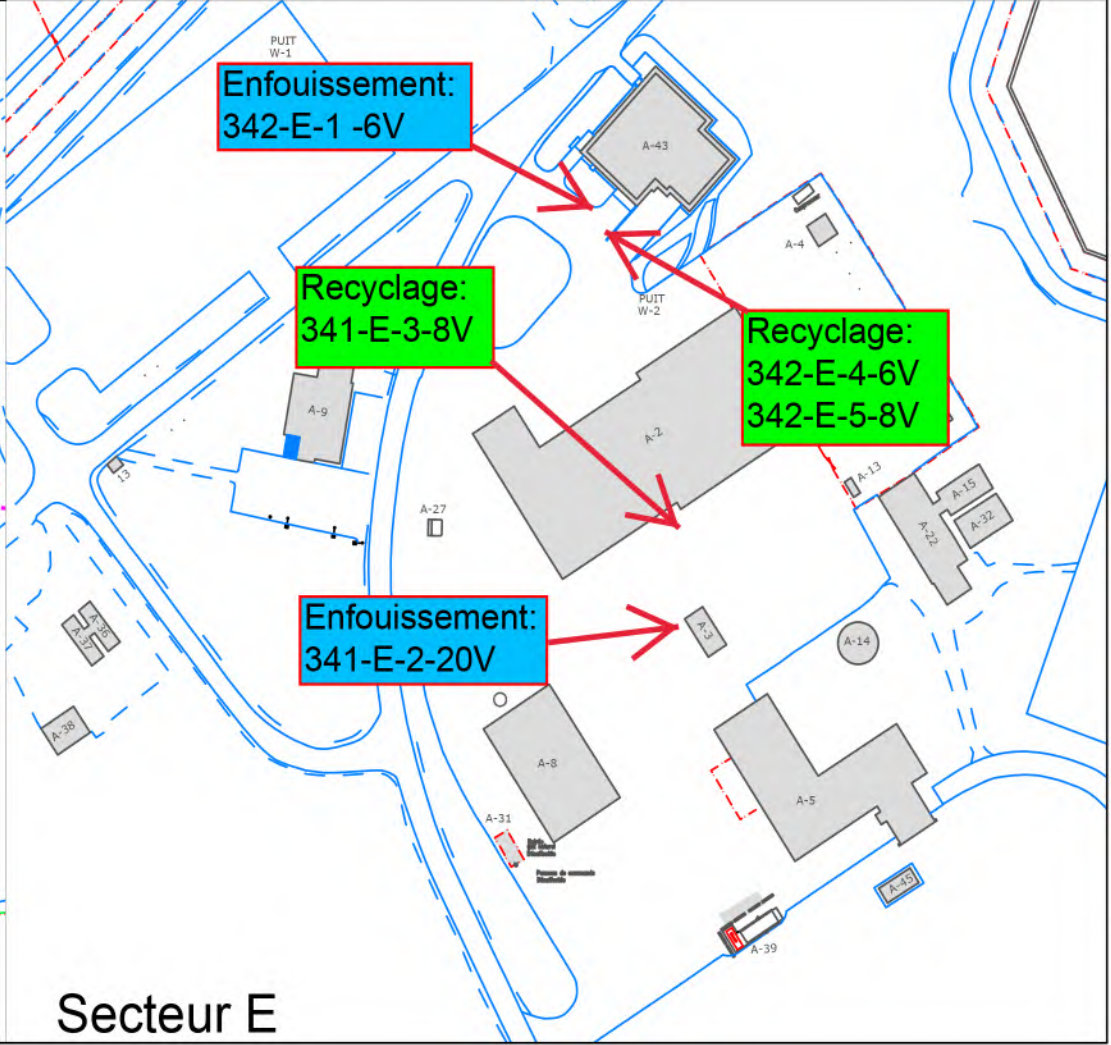 PUIT
W-1
Enfouissement:
342-E-1 -6V
A-43
A-4
Recyclage:
341-E-3-8V
PUIT
W-2
Recyclage:
342-E-4-6V
342-E-5-8V
A-9
A-2
13
A-13
A-15
A-27
A-32
A-22
Enfouissement:
341-E-2-20V
A-36
A-37
A-3
A-14
A-38
A-8
A-5
A-31
A-45
A-39
Secteur E